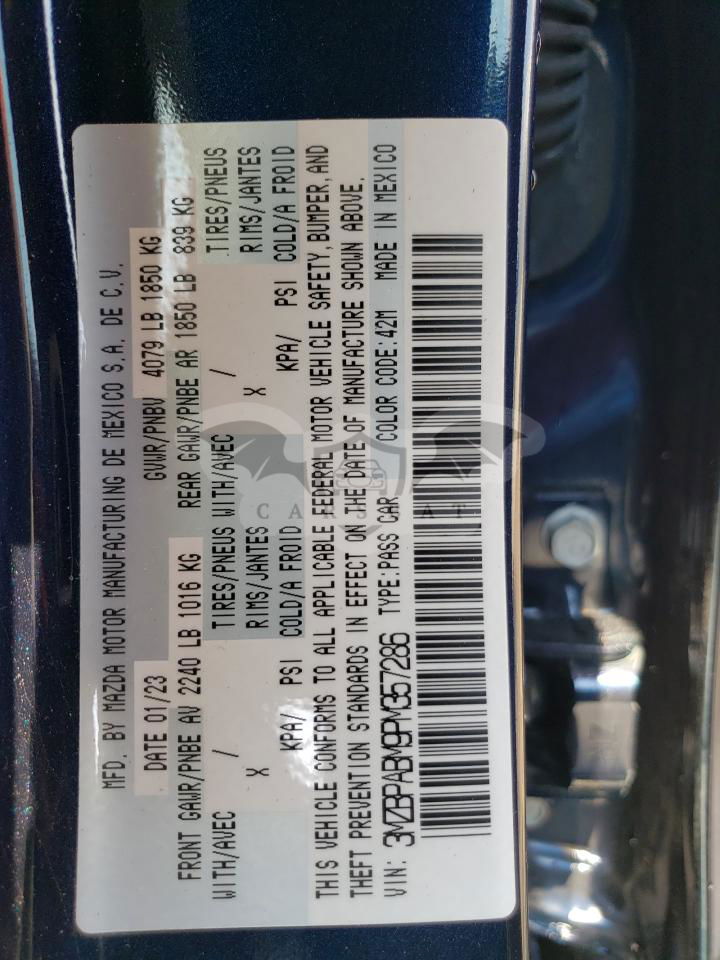 MFD. BY MAZDA MOTOR MANUFACTURING DE MEXICO S.A. DE C.V.
DATE 01/23 GVWR/PNBV 4079 LB 1850 KG
FRONT GAWR/PNBE AV 2240 LB 1016 KG REAR GAWR/PNBE AR 1850 LB 839 KG
WITH/AVEC / TIRES/PNEUS WITH/AVEC / TIRES/PNEUS
X RIMS/JANTES X RIMS/JANTES
KPA/ PSI COLD/A FROID KPA/ PSI COLD/A FROID
THIS VEHICLE CONFORMS TO ALL APPLICABLE FEDERAL MOTOR VEHICLE SAFETY, BUMPER, AND
THEFT PREVENTION STANDARDS IN EFFECT ON THE DATE OF MANUFACTURE SHOWN ABOVE.
VIN: 3MZBPABM9PM357286 TYPE:PASS CAR COLOR CODE:42M MADE IN MEXICO